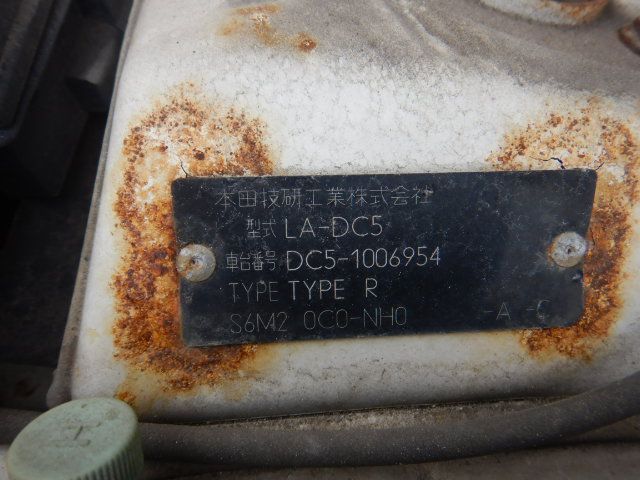 本田技研工業株式会社
型式 LA-DC5
車台番号 DC5-1006954
TYPE TYPE R
S6M2 0C0-NH0 -A -C